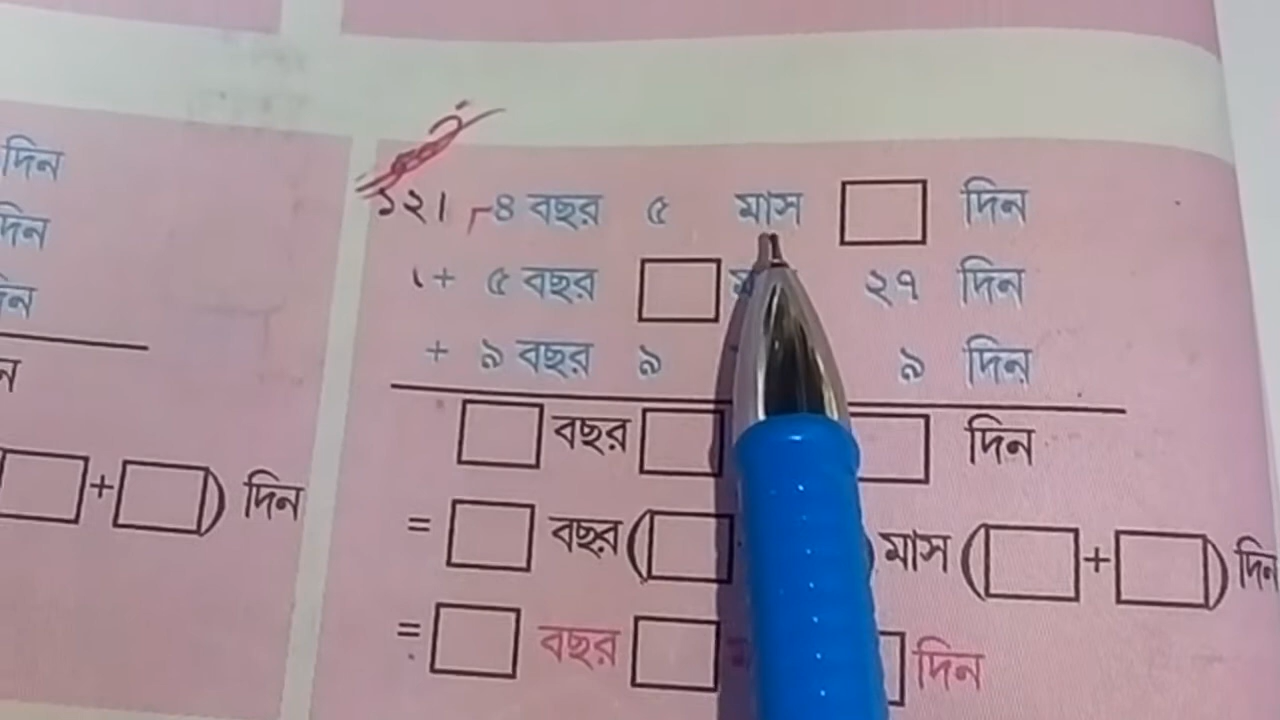 দিন
দিন
দিন
ন
+ ) দিন
১২। ৪ বছর ৫ মাস দিন
+ ৫ বছর ২৭ দিন
+ ৯ বছর ৯ ৯ দিন
বছর দিন
= বছর ( ) মাস ( + ) দিন
= বছর দিন